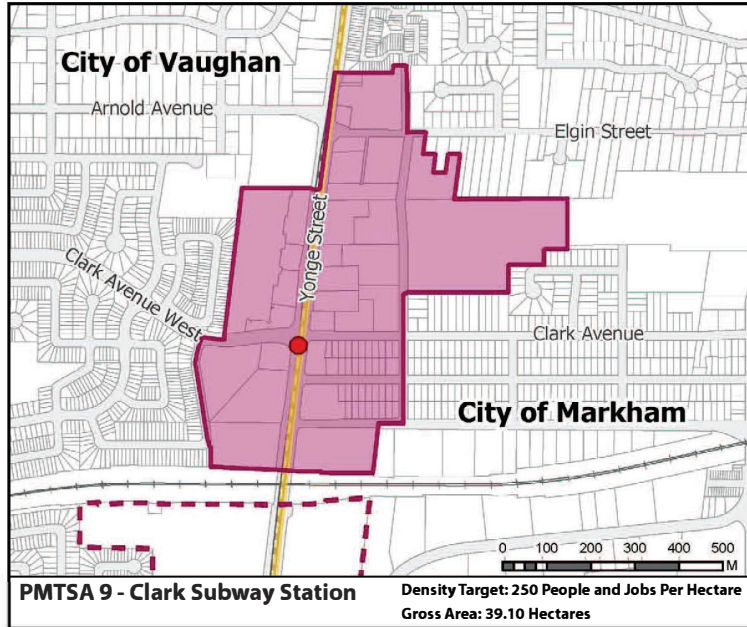 City of Vaughan
Arnold Avenue
Elgin Street
Yonge Street
Clark Avenue West
Clark Avenue
City of Markham
0 100 200 300 400 500
M
PMTSA 9 - Clark Subway Station
Density Target: 250 People and Jobs Per Hectare
Gross Area: 39.10 Hectares